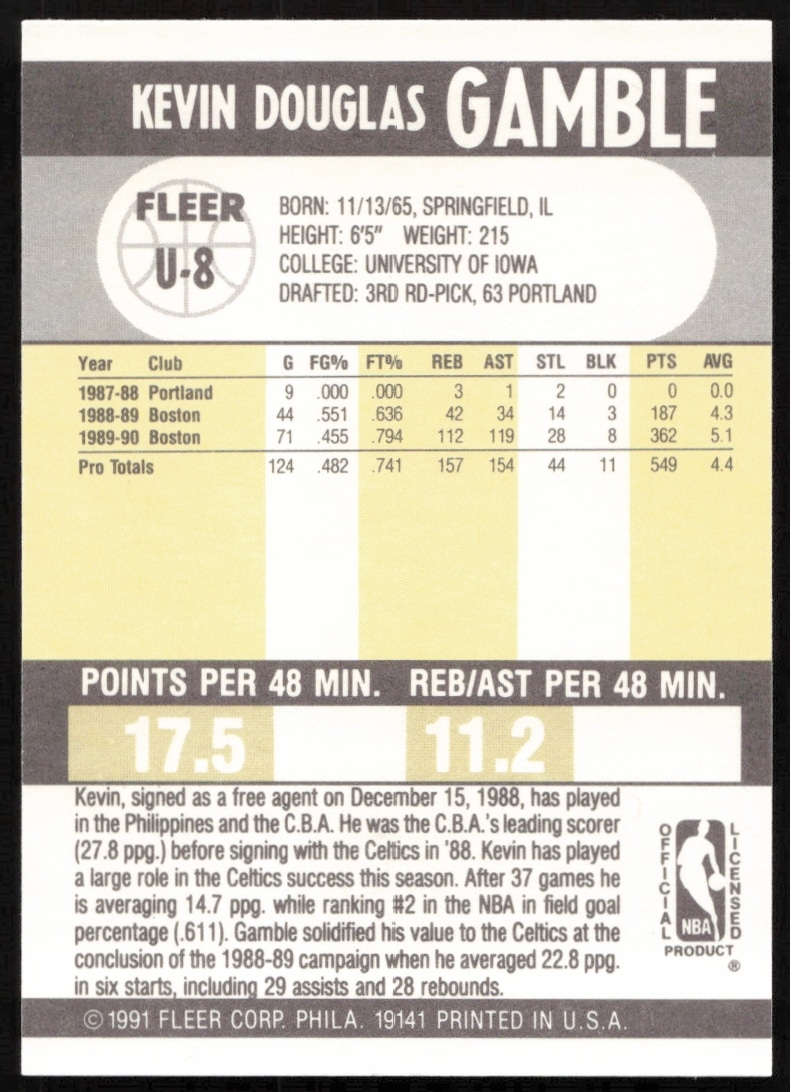 KEVIN DOUGLAS GAMBLE
FLEER
U-8
BORN: 11/13/65, SPRINGFIELD, IL
HEIGHT: 6'5" WEIGHT: 215
COLLEGE: UNIVERSITY OF IOWA
DRAFTED: 3RD RD-PICK, 63 PORTLAND
Year Club G FG% FT% REB AST STL BLK PTS AVG
1987-88 Portland 9 .000 .000 3 1 2 0 0 0.0
1988-89 Boston 44 .551 .636 42 34 14 3 187 4.3
1989-90 Boston 71 .455 .794 112 119 28 8 362 5.1
Pro Totals 124 .482 .741 157 154 44 11 549 4.4
POINTS PER 48 MIN. REB/AST PER 48 MIN.
17.5 11.2
Kevin, signed as a free agent on December 15, 1988, has played
in the Philippines and the C.B.A. He was the C.B.A.'s leading scorer
(27.8 ppg.) before signing with the Celtics in '88. Kevin has played
a large role in the Celtics success this season. After 37 games he
is averaging 14.7 ppg. while ranking #2 in the NBA in field goal
percentage (.611). Gamble solidified his value to the Celtics at the
conclusion of the 1988-89 campaign when he averaged 22.8 ppg.
in six starts, including 29 assists and 28 rebounds.
OFFICIAL
LICENSED
NBA
PRODUCT
®
© 1991 FLEER CORP. PHILA. 19141 PRINTED IN U.S.A.